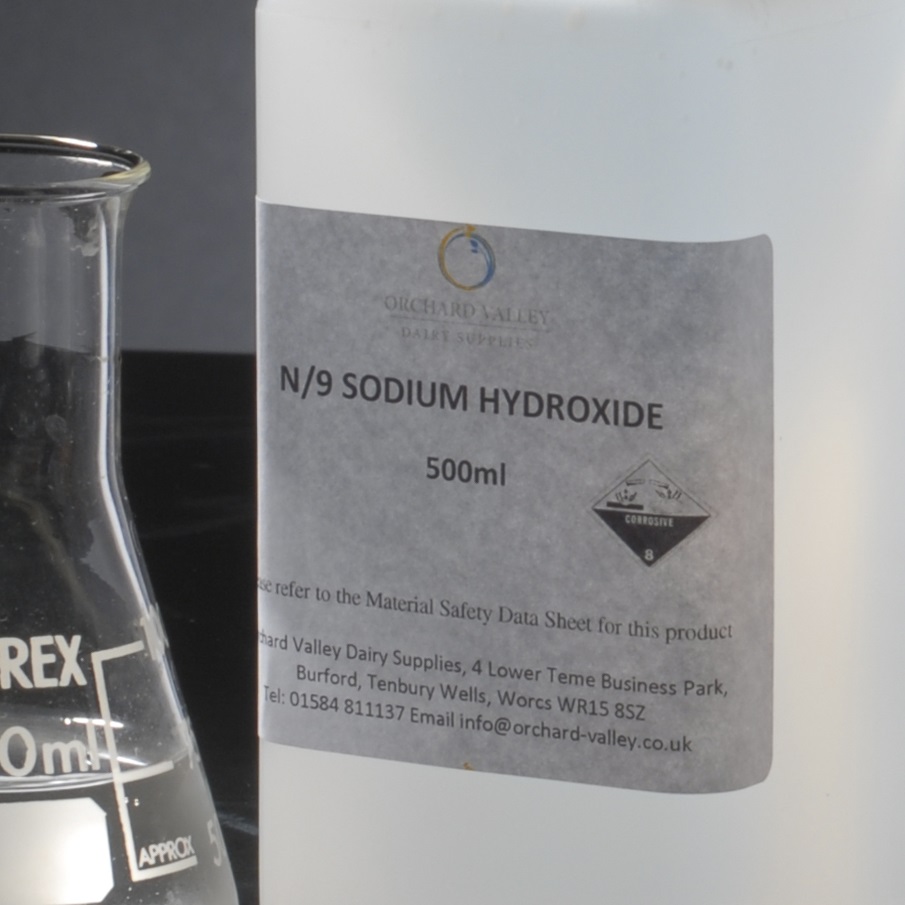 ORCHARD VALLEY
DAIRY SUPPLIES
N/9 SODIUM HYDROXIDE
500ml
CORROSIVE
8
refer to the Material Safety Data Sheet for this product
Valley Dairy Supplies, 4 Lower Teme Business Park,
Burford, Tenbury Wells, Worcs WR15 8SZ
Tel: 01584 811137 Email info@orchard-valley.co.uk
REX
0ml
APPROX
5